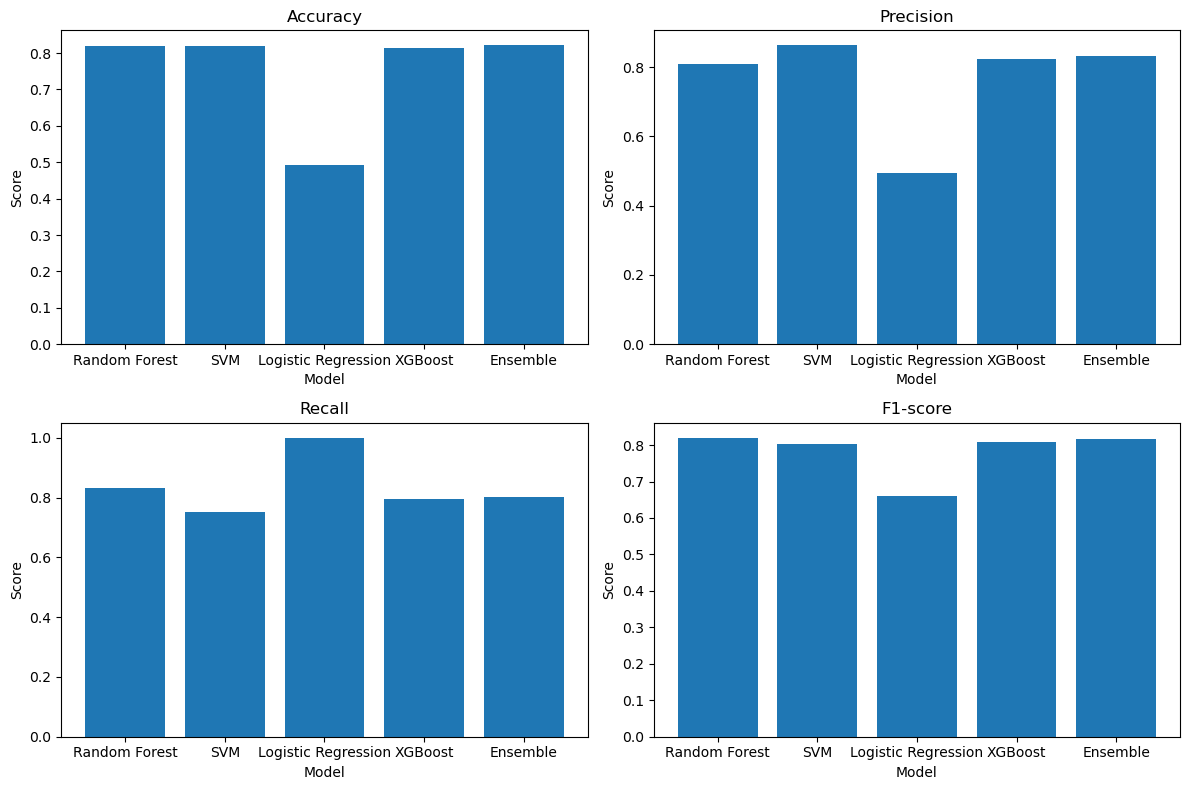 Accuracy
0.8
0.7
0.6
0.5
0.4
0.3
0.2
0.1
0.0
Score
Random Forest SVM Logistic Regression XGBoost Ensemble
Model
Precision
0.8
0.6
0.4
0.2
0.0
Score
Random Forest SVM Logistic Regression XGBoost Ensemble
Model
Recall
1.0
0.8
0.6
0.4
0.2
0.0
Score
Random Forest SVM Logistic Regression XGBoost Ensemble
Model
F1-score
0.8
0.7
0.6
0.5
0.4
0.3
0.2
0.1
0.0
Score
Random Forest SVM Logistic Regression XGBoost Ensemble
Model